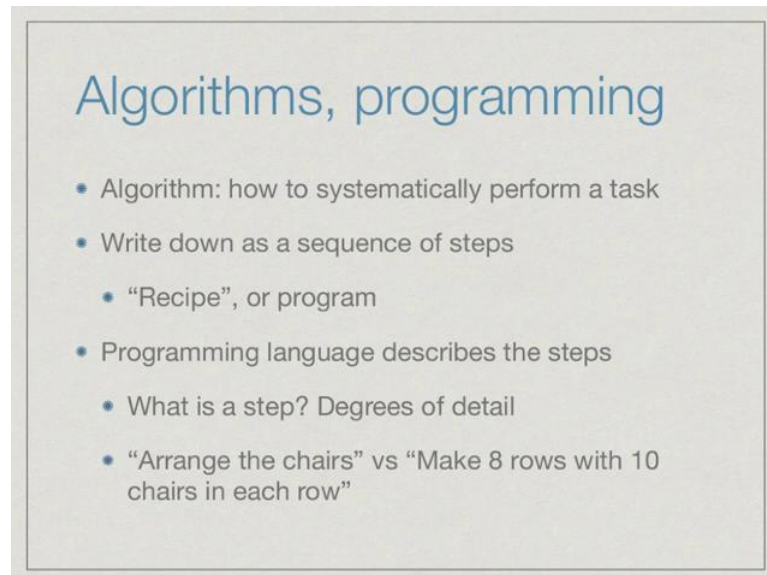 Algorithms, programming
Algorithm: how to systematically perform a task
Write down as a sequence of steps
“Recipe”, or program
Programming language describes the steps
What is a step? Degrees of detail
“Arrange the chairs” vs “Make 8 rows with 10
chairs in each row”